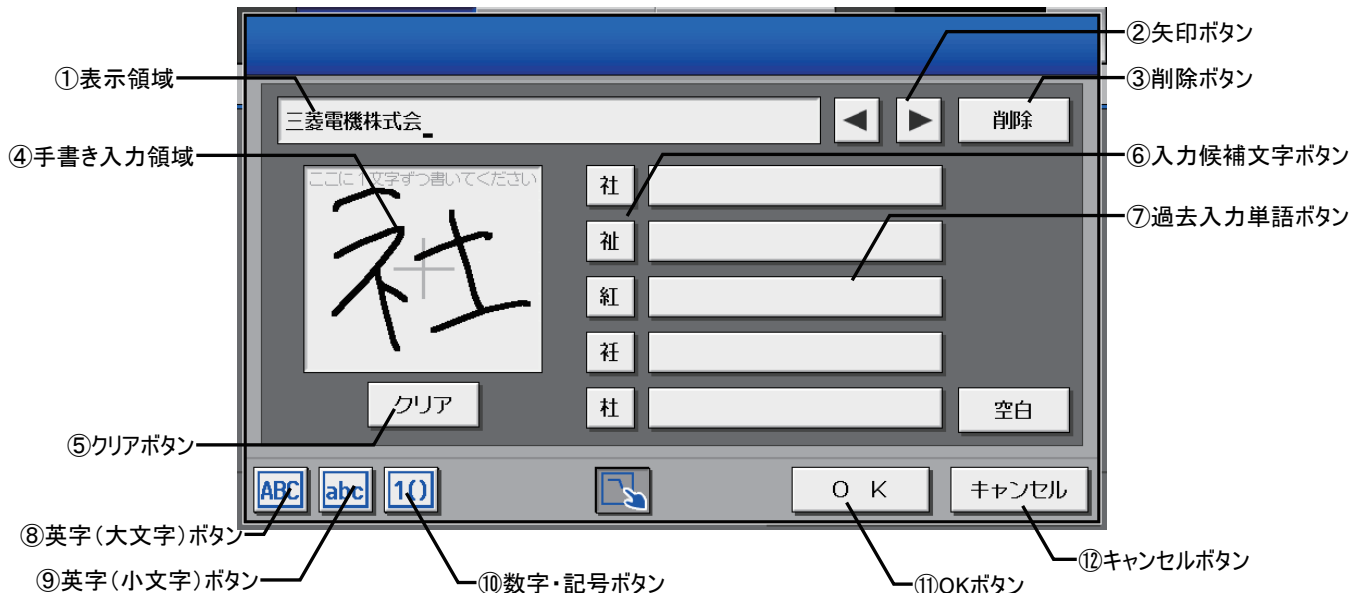 ②矢印ボタン
①表示領域
③削除ボタン
三菱電機株式会_
◀ ▶ 削除
④手書き入力領域
⑥入力候補文字ボタン
ここに1文字ずつ書いてください
社
社
⑦過去入力単語ボタン
祉
紅
衽
杜
クリア
空白
⑤クリアボタン
ABC abc 1()
OK キャンセル
⑧英字(大文字)ボタン
⑫キャンセルボタン
⑨英字(小文字)ボタン
⑩数字・記号ボタン
⑪OKボタン